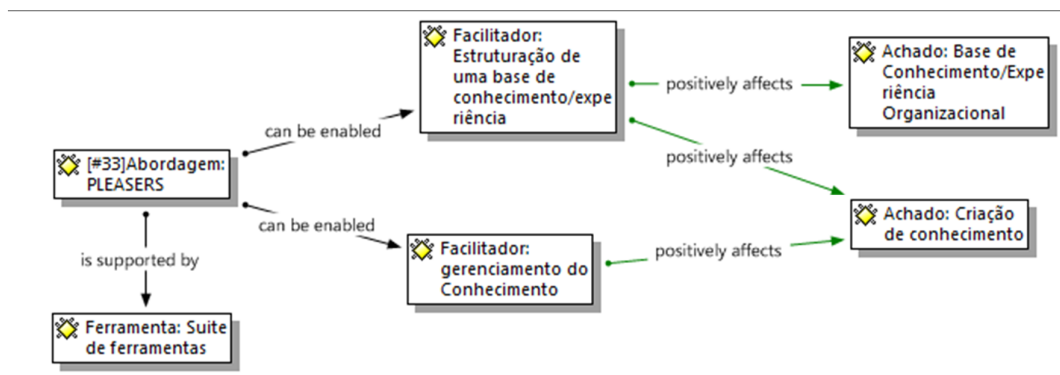 Facilitador:
Estruturação de
uma base de
conhecimento/expe
riência
positively affects
Achado: Base de
Conhecimento/Expe
riência
Organizacional
can be enabled
positively affects
[#33]Abordagem:
PLEASERS
can be enabled
Achado: Criação
de conhecimento
Facilitador:
gerenciamento do
Conhecimento
positively affects
is supported by
Ferramenta: Suite
de ferramentas